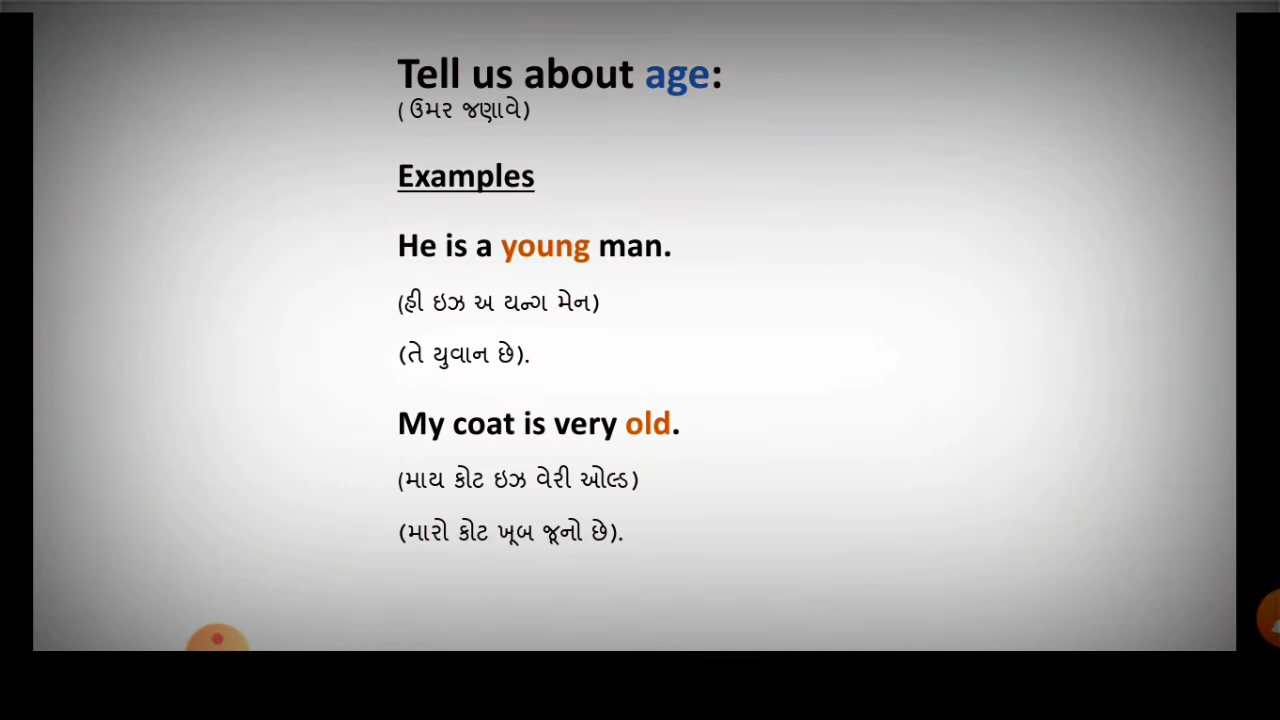 Tell us about age:
( ઉમર જણાવે)
Examples
He is a young man.
(હી ઇઝ અ યન્ગ મેન)
(તે યુવાન છે).
My coat is very old.
(માય કોટ ઇઝ વેરી ઓલ્ડ)
(મારો કોટ ખૂબ જૂનો છે).